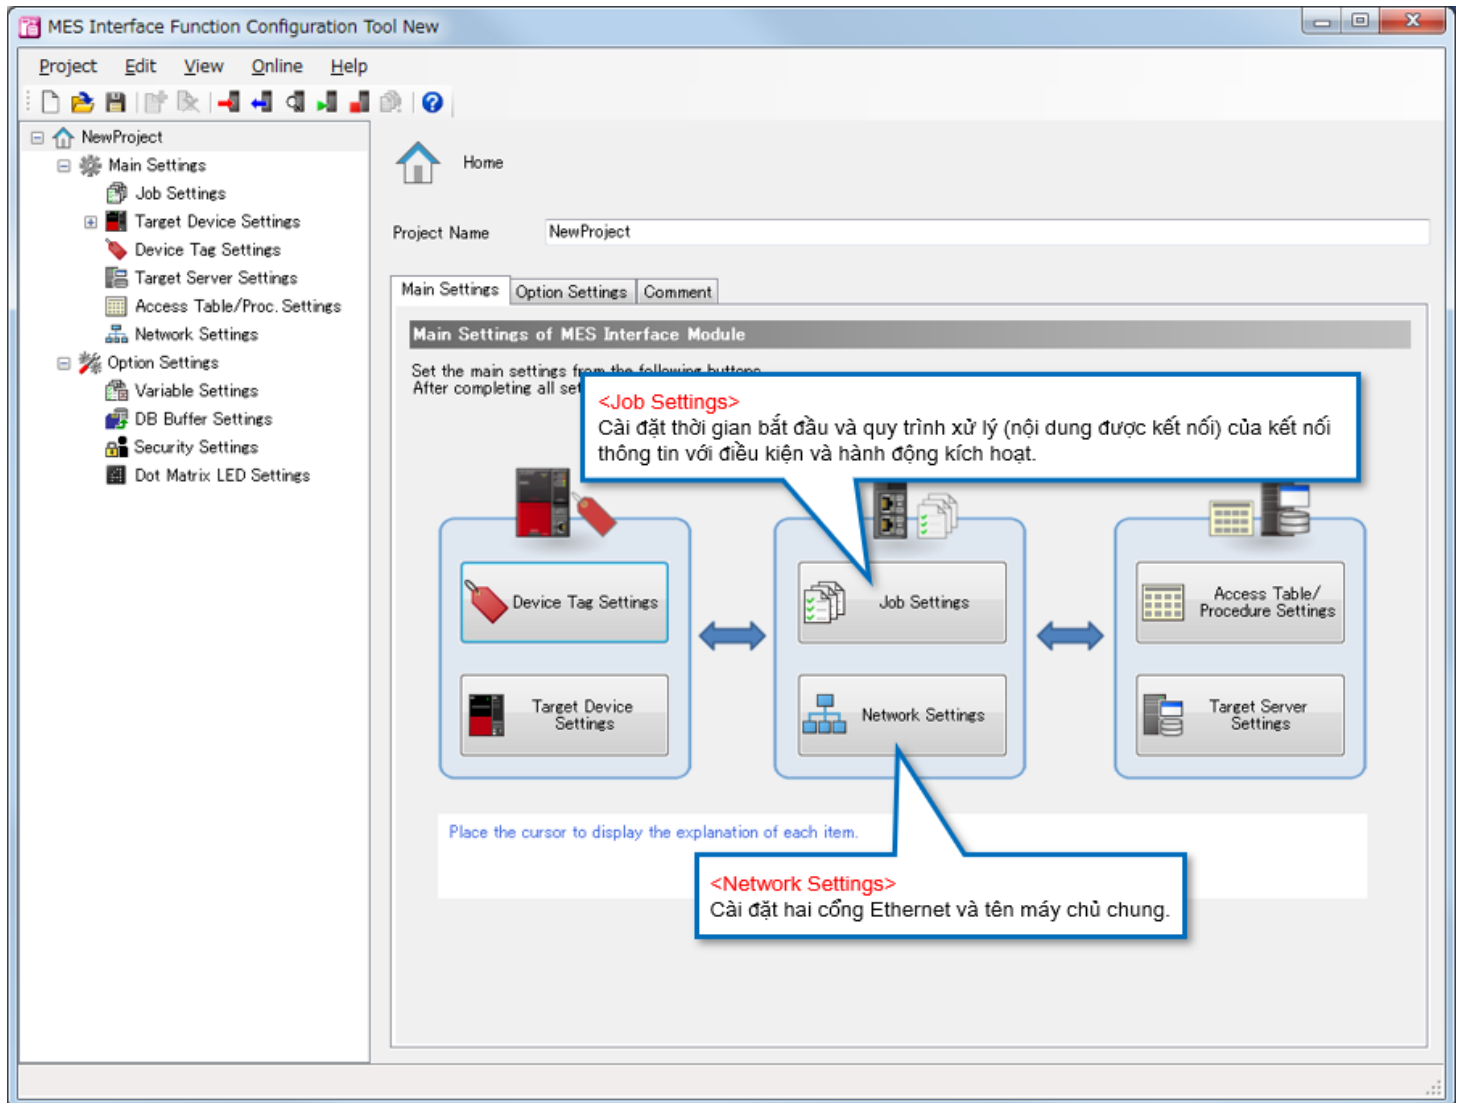 MES Interface Function Configuration Tool New
Project Edit View Online Help
NewProject
Main Settings
Job Settings
Target Device Settings
Device Tag Settings
Target Server Settings
Access Table/Proc. Settings
Network Settings
Option Settings
Variable Settings
DB Buffer Settings
Security Settings
Dot Matrix LED Settings
Home
Project Name NewProject
Main Settings Option Settings Comment
Main Settings of MES Interface Module
Set the main settings from the following buttons.
After completing all set
<Job Settings>
Cài đặt thời gian bắt đầu và quy trình xử lý (nội dung được kết nối) của kết nối
thông tin với điều kiện và hành động kích hoạt.
Device Tag Settings
Target Device
Settings
Job Settings
Network Settings
Access Table/
Procedure Settings
Target Server
Settings
Place the cursor to display the explanation of each item.
<Network Settings>
Cài đặt hai cổng Ethernet và tên máy chủ chung.